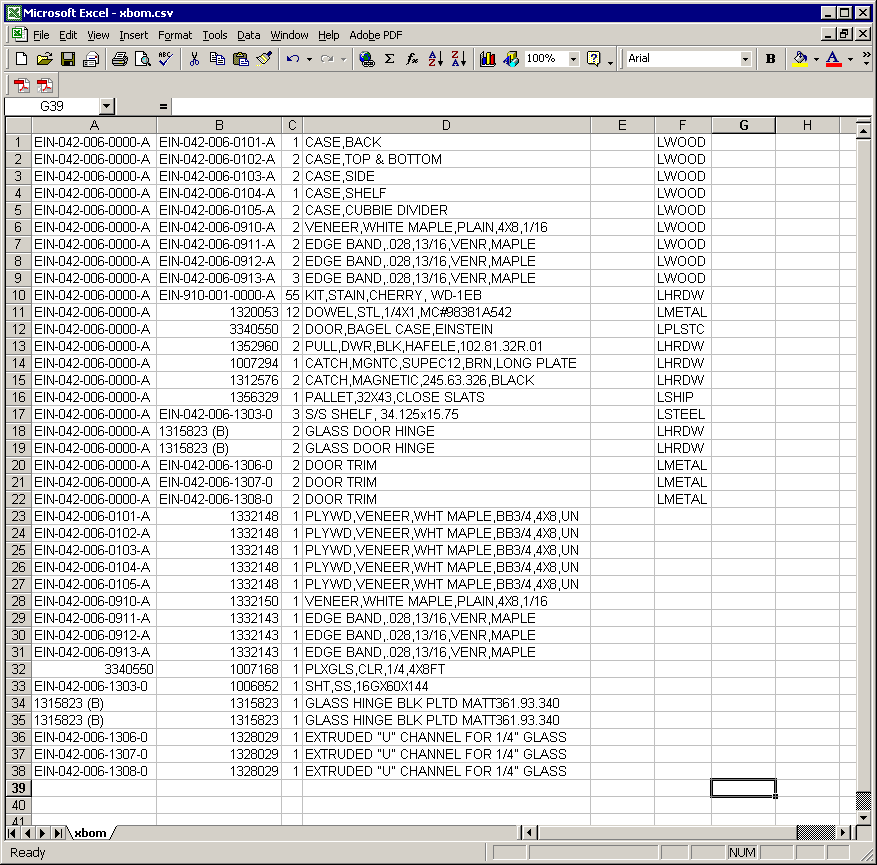 Microsoft Excel - xbom.csv
File Edit View Insert Format Tools Data Window Help Adobe PDF
100% Arial B
G39 =
A B C D E F G H
1 EIN-042-006-0000-A EIN-042-006-0101-A 1 CASE,BACK LWOOD
2 EIN-042-006-0000-A EIN-042-006-0102-A 2 CASE,TOP & BOTTOM LWOOD
3 EIN-042-006-0000-A EIN-042-006-0103-A 2 CASE,SIDE LWOOD
4 EIN-042-006-0000-A EIN-042-006-0104-A 1 CASE,SHELF LWOOD
5 EIN-042-006-0000-A EIN-042-006-0105-A 2 CASE,CUBBIE DIVIDER LWOOD
6 EIN-042-006-0000-A EIN-042-006-0910-A 2 VENEER,WHITE MAPLE,PLAIN,4X8,1/16 LWOOD
7 EIN-042-006-0000-A EIN-042-006-0911-A 2 EDGE BAND,.028,13/16,VENR,MAPLE LWOOD
8 EIN-042-006-0000-A EIN-042-006-0912-A 2 EDGE BAND,.028,13/16,VENR,MAPLE LWOOD
9 EIN-042-006-0000-A EIN-042-006-0913-A 3 EDGE BAND,.028,13/16,VENR,MAPLE LWOOD
10 EIN-042-006-0000-A EIN-910-001-0000-A 55 KIT,STAIN,CHERRY, WD-1EB LHRDW
11 EIN-042-006-0000-A 1320053 12 DOWEL,STL,1/4X1,MC#98381A542 LMETAL
12 EIN-042-006-0000-A 3340550 2 DOOR,BAGEL CASE,EINSTEIN LPLSTC
13 EIN-042-006-0000-A 1352960 2 PULL,DWR,BLK,HAFELE,102.81.32R.01 LHRDW
14 EIN-042-006-0000-A 1007294 1 CATCH,MGNTC,SUPEC12,BRN,LONG PLATE LHRDW
15 EIN-042-006-0000-A 1312576 2 CATCH,MAGNETIC,245.63.326,BLACK LHRDW
16 EIN-042-006-0000-A 1356329 1 PALLET,32X43,CLOSE SLATS LSHIP
17 EIN-042-006-0000-A EIN-042-006-1303-0 3 S/S SHELF, 34.125x15.75 LSTEEL
18 EIN-042-006-0000-A 1315823 (B) 2 GLASS DOOR HINGE LHRDW
19 EIN-042-006-0000-A 1315823 (B) 2 GLASS DOOR HINGE LHRDW
20 EIN-042-006-0000-A EIN-042-006-1306-0 2 DOOR TRIM LMETAL
21 EIN-042-006-0000-A EIN-042-006-1307-0 2 DOOR TRIM LMETAL
22 EIN-042-006-0000-A EIN-042-006-1308-0 2 DOOR TRIM LMETAL
23 EIN-042-006-0101-A 1332148 1 PLYWD,VENEER,WHT MAPLE,BB3/4,4X8,UN
24 EIN-042-006-0102-A 1332148 1 PLYWD,VENEER,WHT MAPLE,BB3/4,4X8,UN
25 EIN-042-006-0103-A 1332148 1 PLYWD,VENEER,WHT MAPLE,BB3/4,4X8,UN
26 EIN-042-006-0104-A 1332148 1 PLYWD,VENEER,WHT MAPLE,BB3/4,4X8,UN
27 EIN-042-006-0105-A 1332148 1 PLYWD,VENEER,WHT MAPLE,BB3/4,4X8,UN
28 EIN-042-006-0910-A 1332150 1 VENEER,WHITE MAPLE,PLAIN,4X8,1/16
29 EIN-042-006-0911-A 1332143 1 EDGE BAND,.028,13/16,VENR,MAPLE
30 EIN-042-006-0912-A 1332143 1 EDGE BAND,.028,13/16,VENR,MAPLE
31 EIN-042-006-0913-A 1332143 1 EDGE BAND,.028,13/16,VENR,MAPLE
32 3340550 1007168 1 PLXGLS,CLR,1/4,4X8FT
33 EIN-042-006-1303-0 1006852 1 SHT,SS,16GX60X144
34 1315823 (B) 1315823 1 GLASS HINGE BLK PLTD MATT361.93.340
35 1315823 (B) 1315823 1 GLASS HINGE BLK PLTD MATT361.93.340
36 EIN-042-006-1306-0 1328029 1 EXTRUDED "U" CHANNEL FOR 1/4" GLASS
37 EIN-042-006-1307-0 1328029 1 EXTRUDED "U" CHANNEL FOR 1/4" GLASS
38 EIN-042-006-1308-0 1328029 1 EXTRUDED "U" CHANNEL FOR 1/4" GLASS
39
40
41
xbom
Ready NUM